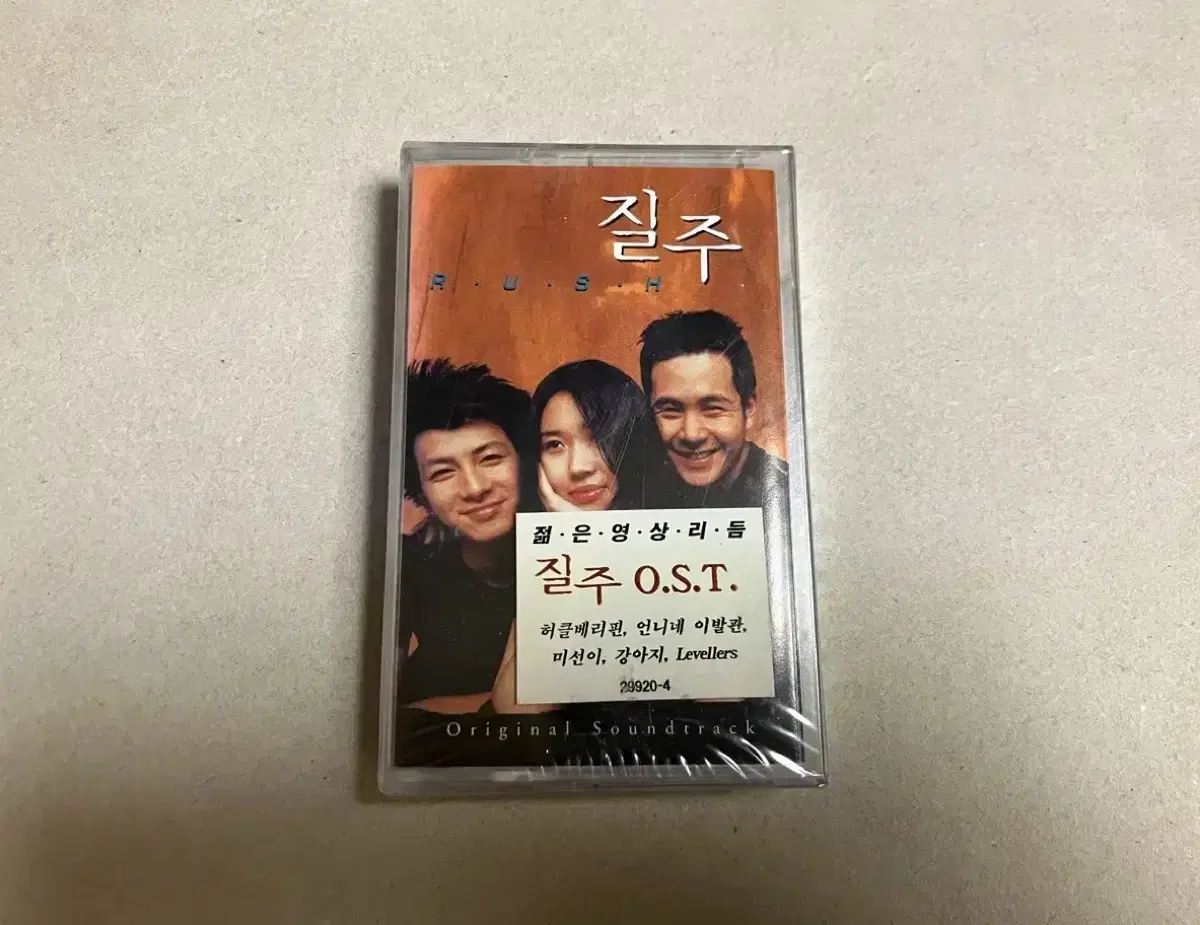 질주
R·U·S·H
젊·은·영·상·리·듬
질주 O.S.T.
허클베리핀, 언니네 이발관,
미선이, 강아지, Levellers
29920-4
Original Soundtrack